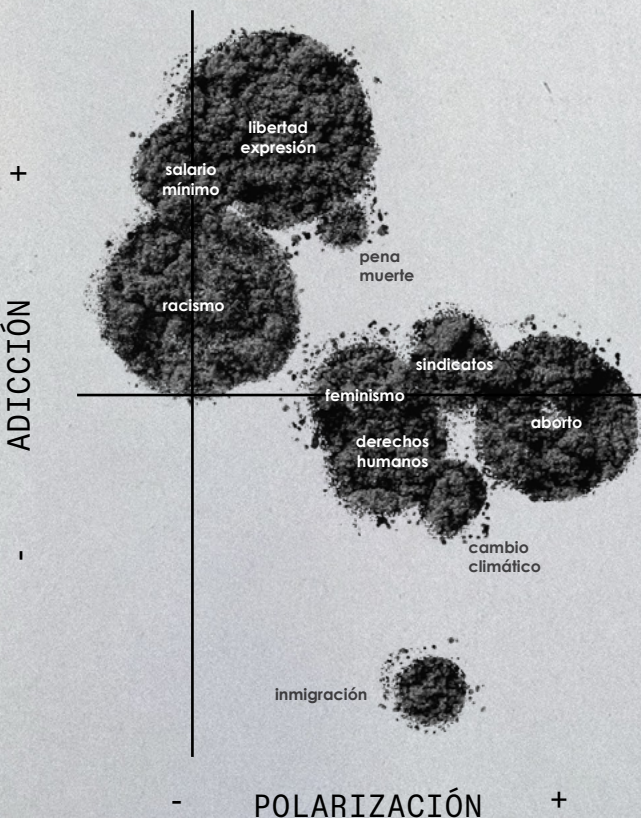 libertad
expresión
salario
mínimo
+
pena
muerte
racismo
ADICCIÓN
sindicatos
feminismo
aborto
derechos
humanos
-
cambio
climático
inmigración
- POLARIZACIÓN +